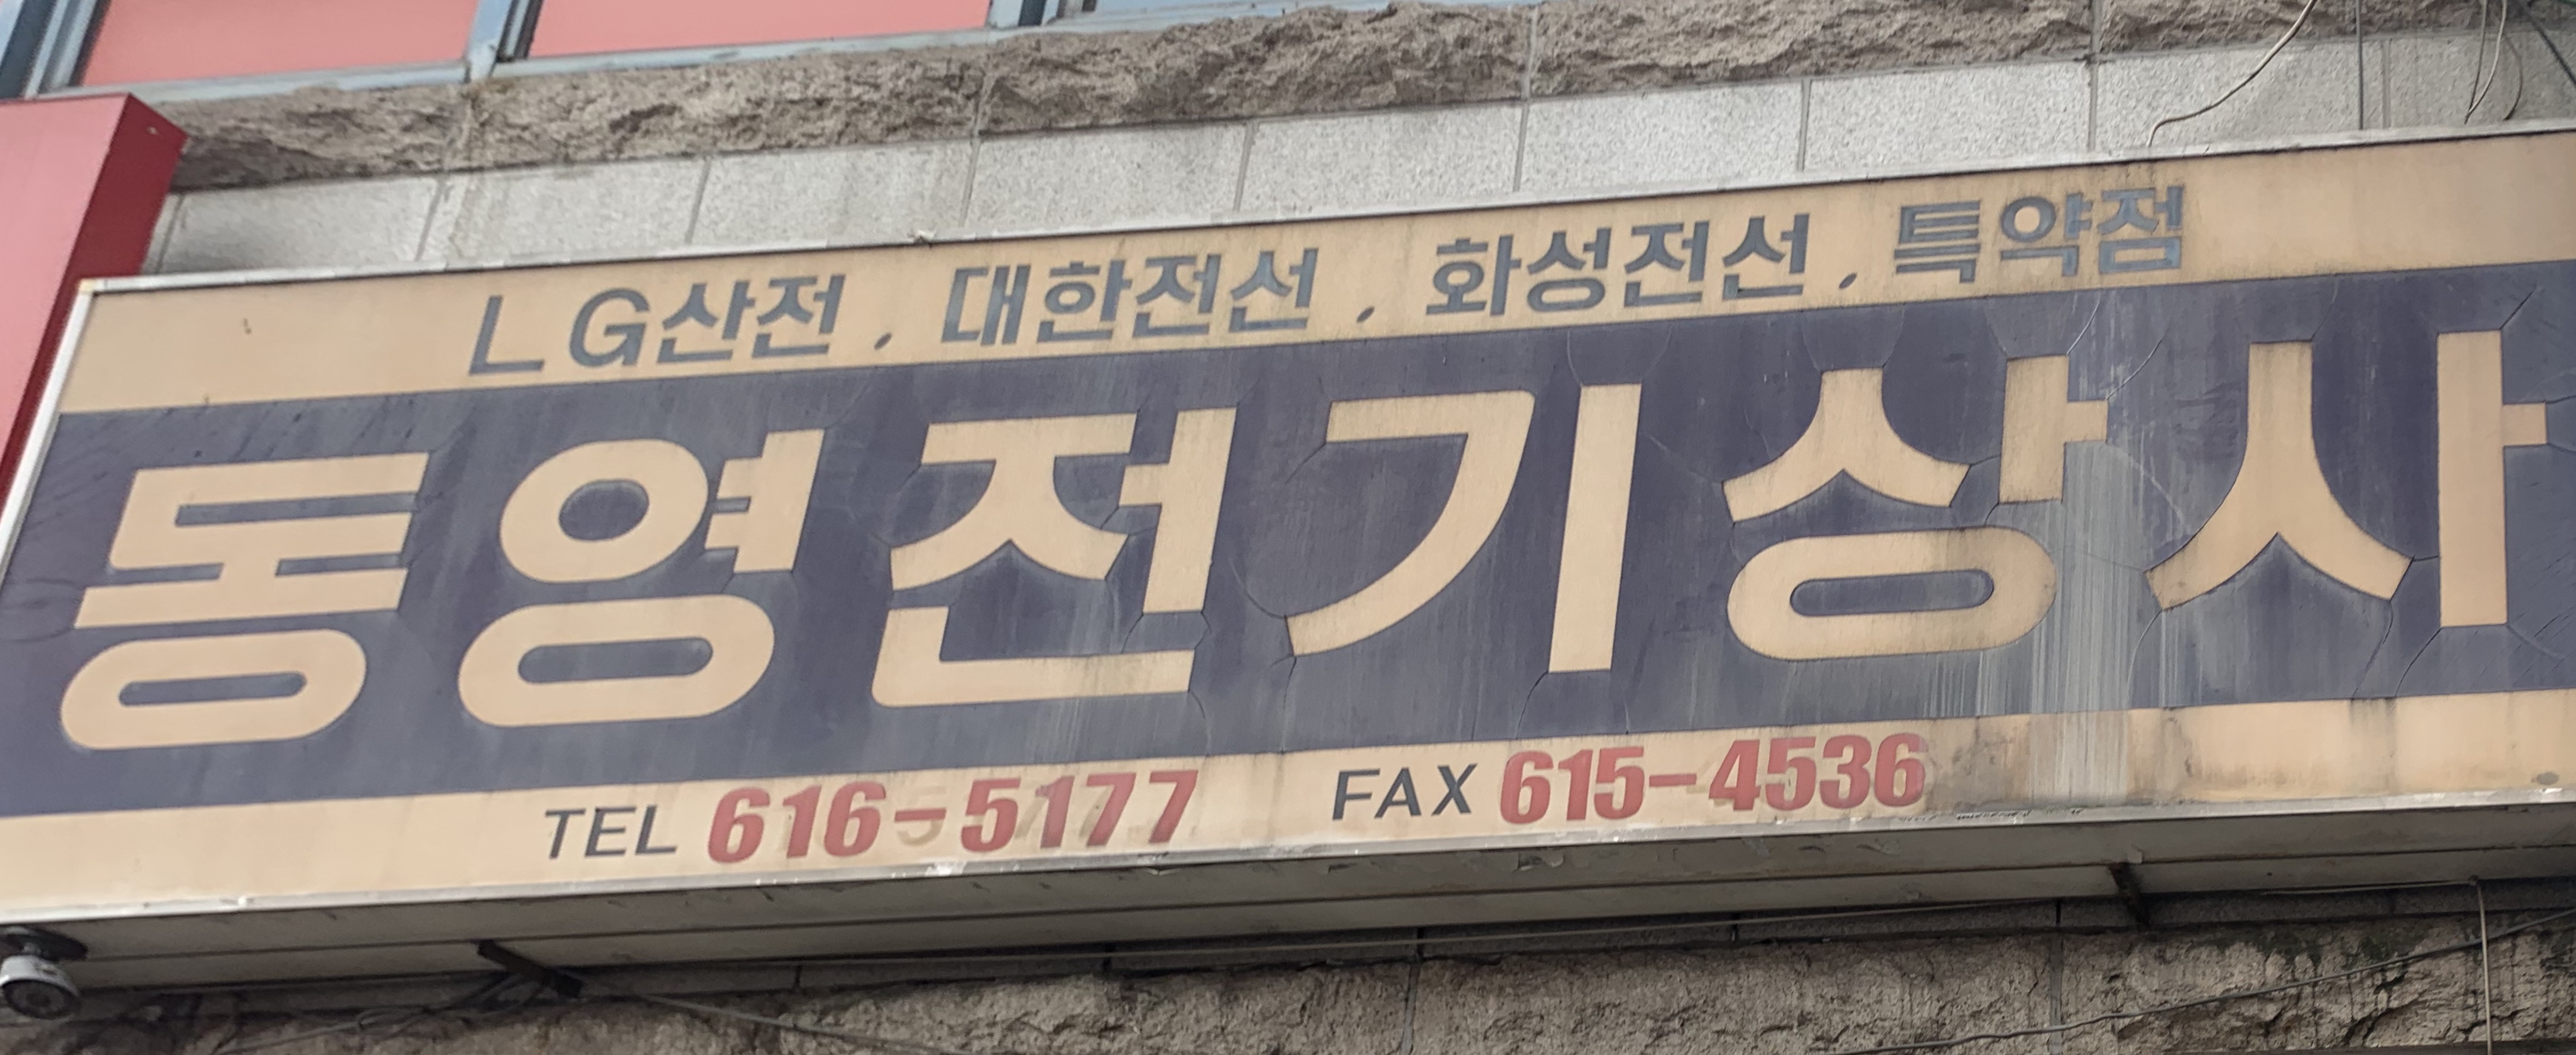 LG산전, 대한전선, 화성전선, 특약점
동영전기상사
TEL 616-5177 FAX 615-4536